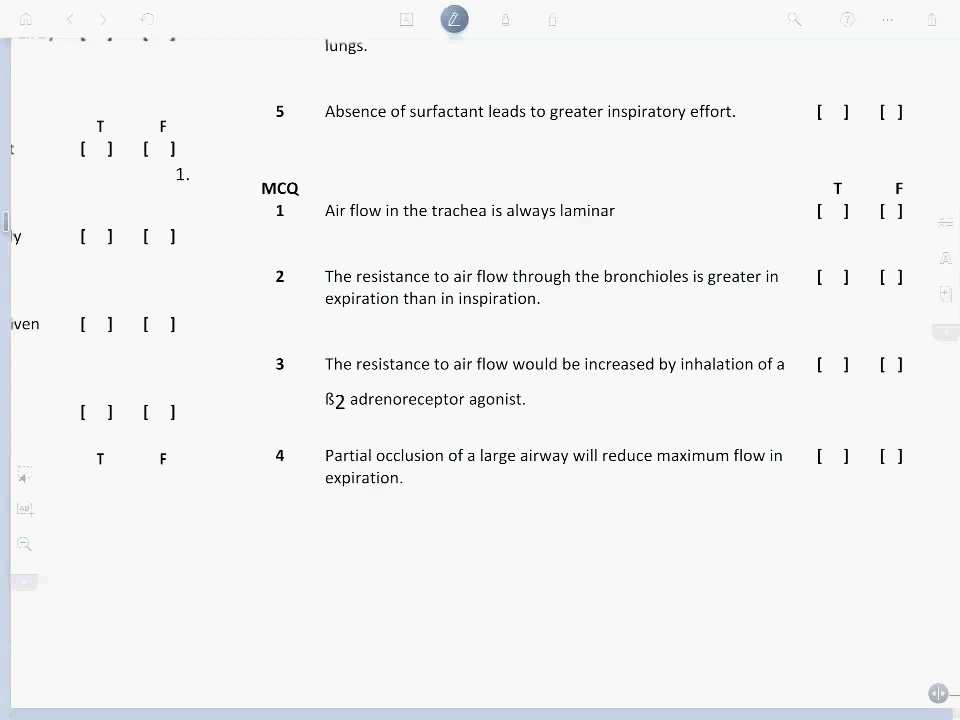 lungs.
5 Absence of surfactant leads to greater inspiratory effort. [ ] [ ]
T F
[ ] [ ]
1.
MCQ T F
1 Air flow in the trachea is always laminar [ ] [ ]
y [ ] [ ]
2 The resistance to air flow through the bronchioles is greater in [ ] [ ]
expiration than in inspiration.
iven [ ] [ ]
3 The resistance to air flow would be increased by inhalation of a [ ] [ ]
ß2 adrenoreceptor agonist.
[ ] [ ]
T F
4 Partial occlusion of a large airway will reduce maximum flow in [ ] [ ]
expiration.